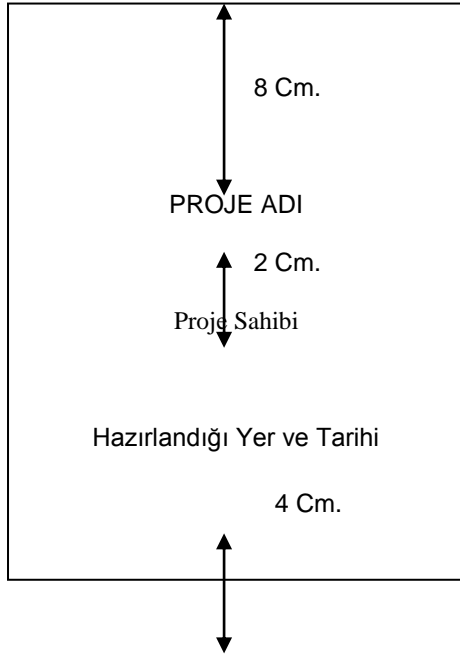 8 Cm.
PROJE ADI
2 Cm.
Proje Sahibi
Hazırlandığı Yer ve Tarihi
4 Cm.